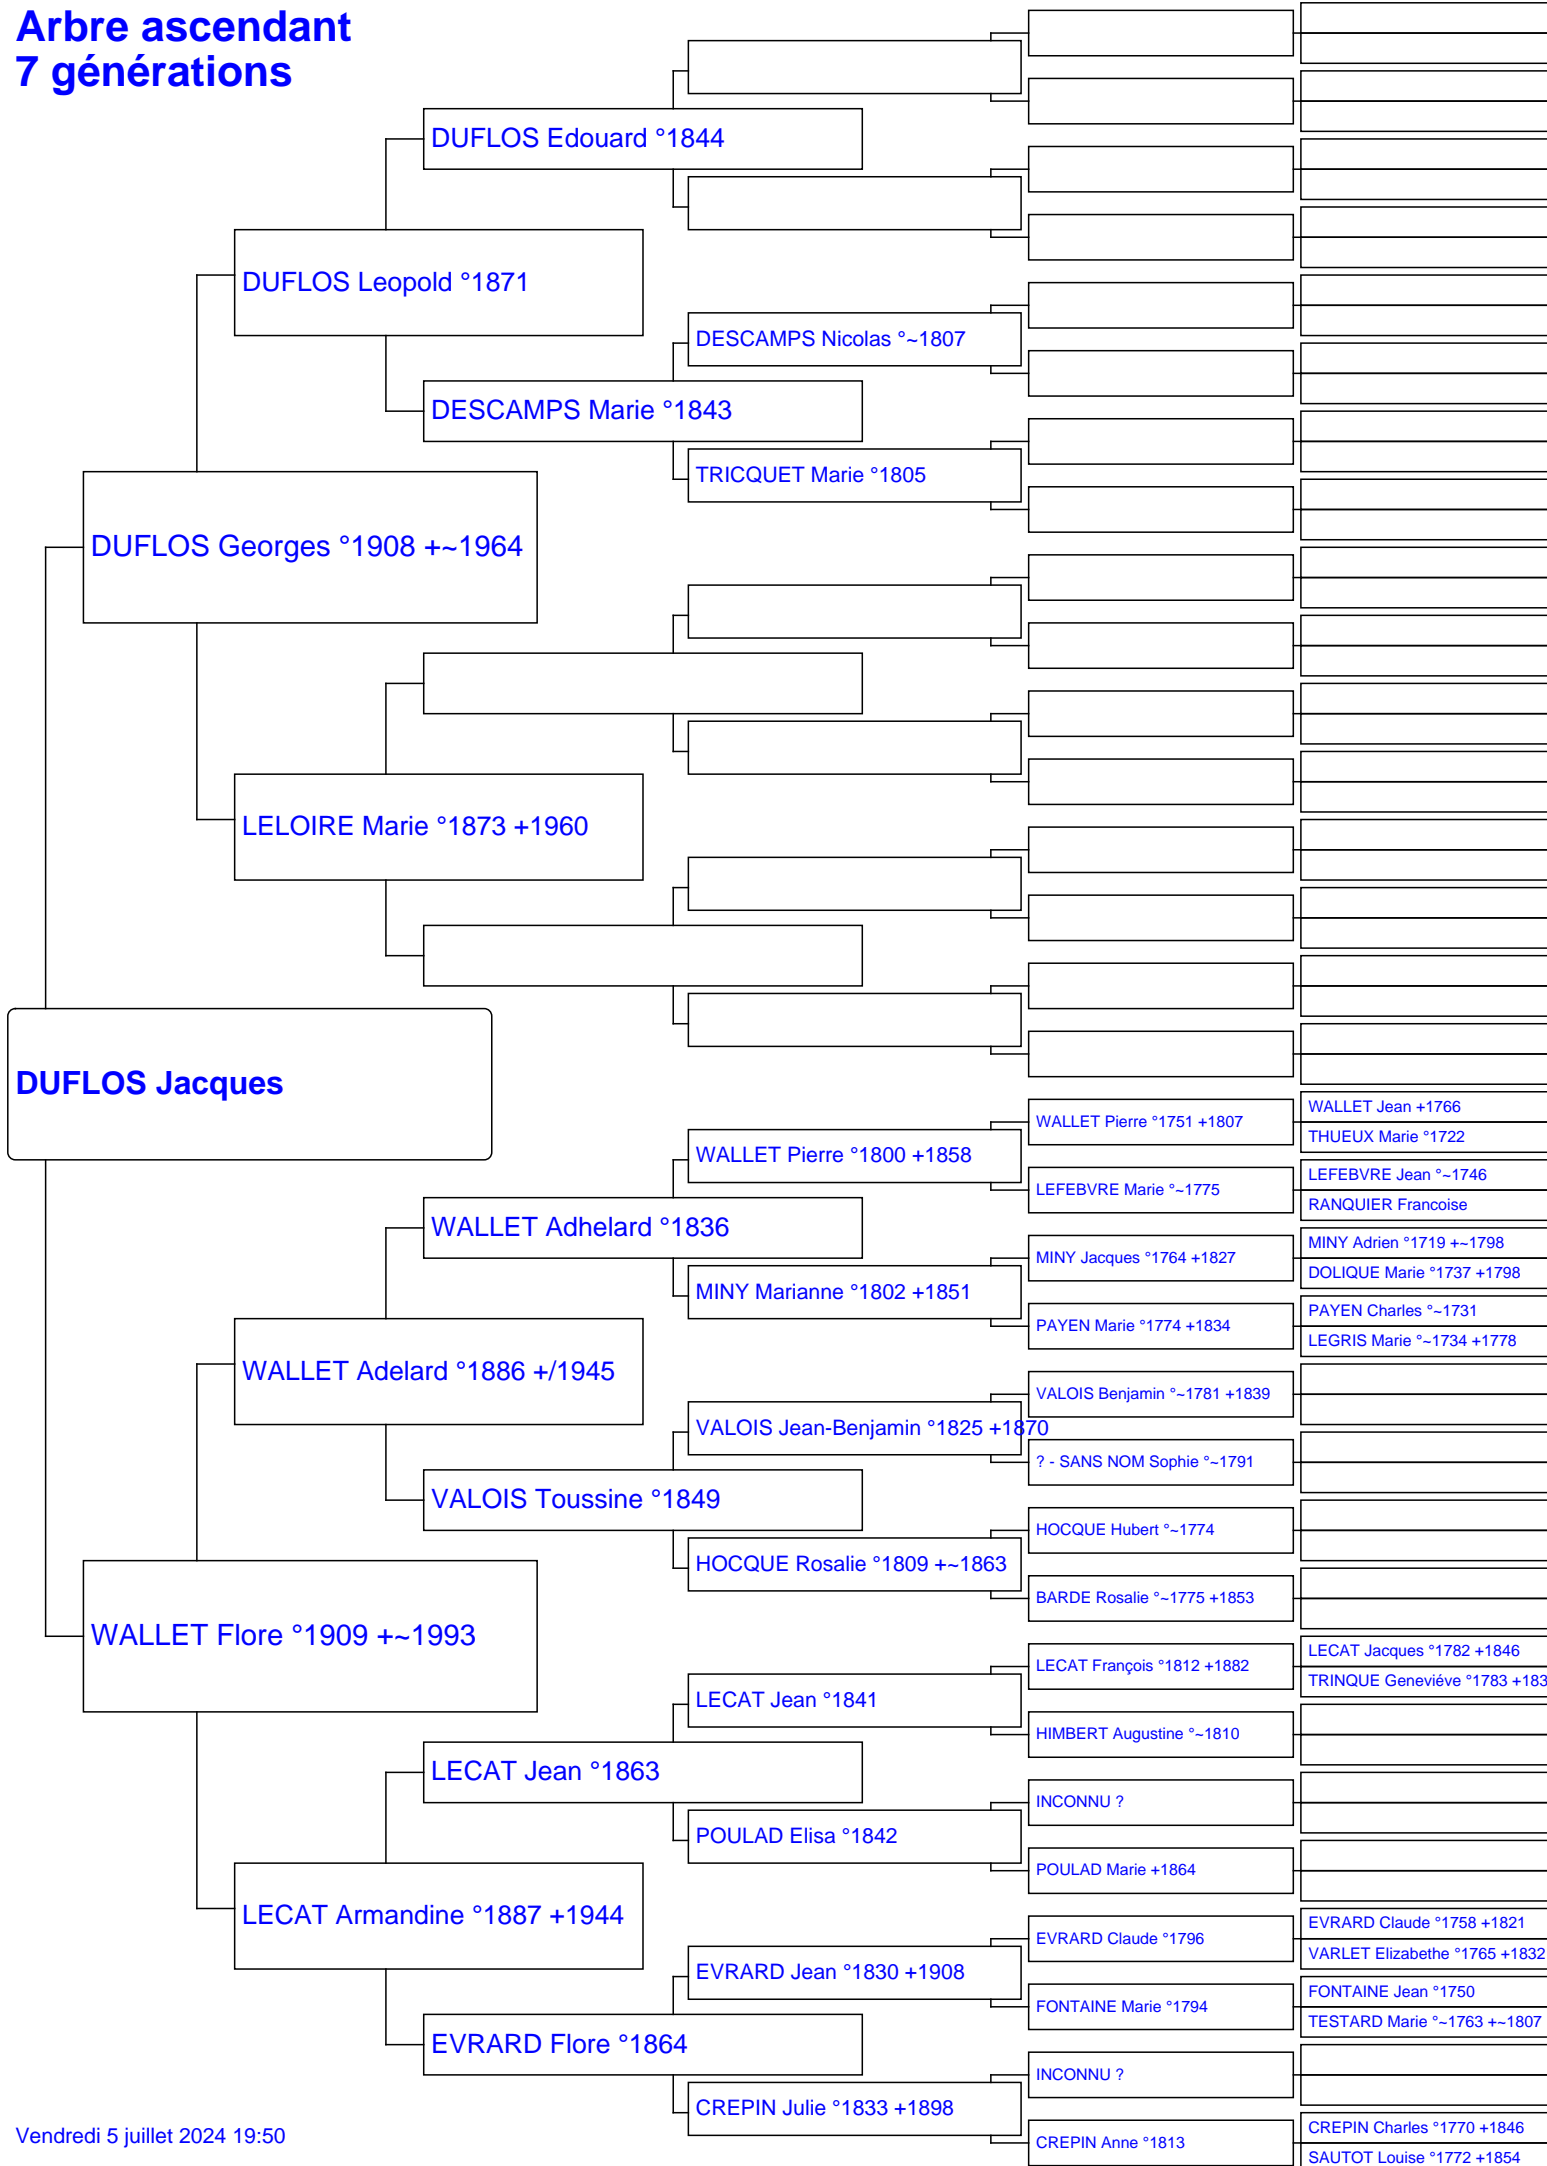 Arbre ascendant
7 générations
DUFLOS Edouard °1844
DUFLOS Leopold °1871
DESCAMPS Nicolas °~1807
DESCAMPS Marie °1843
TRICQUET Marie °1805
DUFLOS Georges °1908 +~1964
LELOIRE Marie °1873 +1960
DUFLOS Jacques
WALLET Jean +1766
WALLET Pierre °1751 +1807
THUEUX Marie °1722
WALLET Pierre °1800 +1858
LEFEBVRE Jean °~1746
LEFEBVRE Marie °~1775
RANQUIER Francoise
WALLET Adhelard °1836
MINY Adrien °1719 +~1798
MINY Jacques °1764 +1827
DOLIQUE Marie °1737 +1798
MINY Marianne °1802 +1851
PAYEN Charles °~1731
PAYEN Marie °1774 +1834
LEGRIS Marie °~1734 +1778
WALLET Adelard °1886 +/1945
VALOIS Benjamin °~1781 +1839
VALOIS Jean-Benjamin °1825 +1870
? - SANS NOM Sophie °~1791
VALOIS Toussine °1849
HOCQUE Hubert °~1774
HOCQUE Rosalie °1809 +~1863
BARDE Rosalie °~1775 +1853
WALLET Flore °1909 +~1993
LECAT Jacques °1782 +1846
LECAT François °1812 +1882
TRINQUE Geneviéve °1783 +183
LECAT Jean °1841
HIMBERT Augustine °~1810
LECAT Jean °1863
INCONNU ?
POULAD Elisa °1842
POULAD Marie +1864
LECAT Armandine °1887 +1944
EVRARD Claude °1758 +1821
EVRARD Claude °1796
VARLET Elizabethe °1765 +1832
EVRARD Jean °1830 +1908
FONTAINE Jean °1750
FONTAINE Marie °1794
TESTARD Marie °~1763 +~1807
EVRARD Flore °1864
INCONNU ?
CREPIN Julie °1833 +1898
CREPIN Charles °1770 +1846
CREPIN Anne °1813
SAUTOT Louise °1772 +1854
Vendredi 5 juillet 2024 19:50